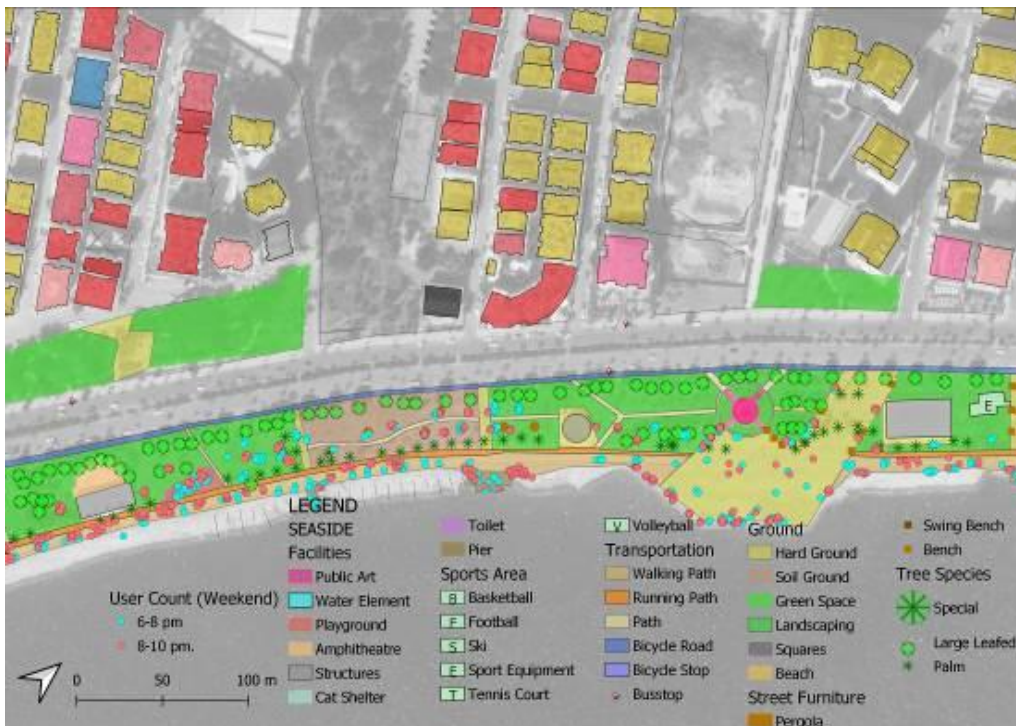 E
LEGEND
SEASIDE
Facilities
Public Art
Water Element
Playground
Amphitheatre
Structures
Cat Shelter
Toilet
Pier
Sports Area
B Basketball
F Football
S Ski
E Sport Equipment
T Tennis Court
V Volleyball
Transportation
Walking Path
Running Path
Path
Bicycle Road
Bicycle Stop
Busstop
Ground
Hard Ground
Soil Ground
Green Space
Landscaping
Squares
Beach
Street Furniture
Pergola
Swing Bench
Bench
Tree Species
Special
Large Leafed
Palm
User Count (Weekend)
6-8 pm
8-10 pm.
0 50 100 m